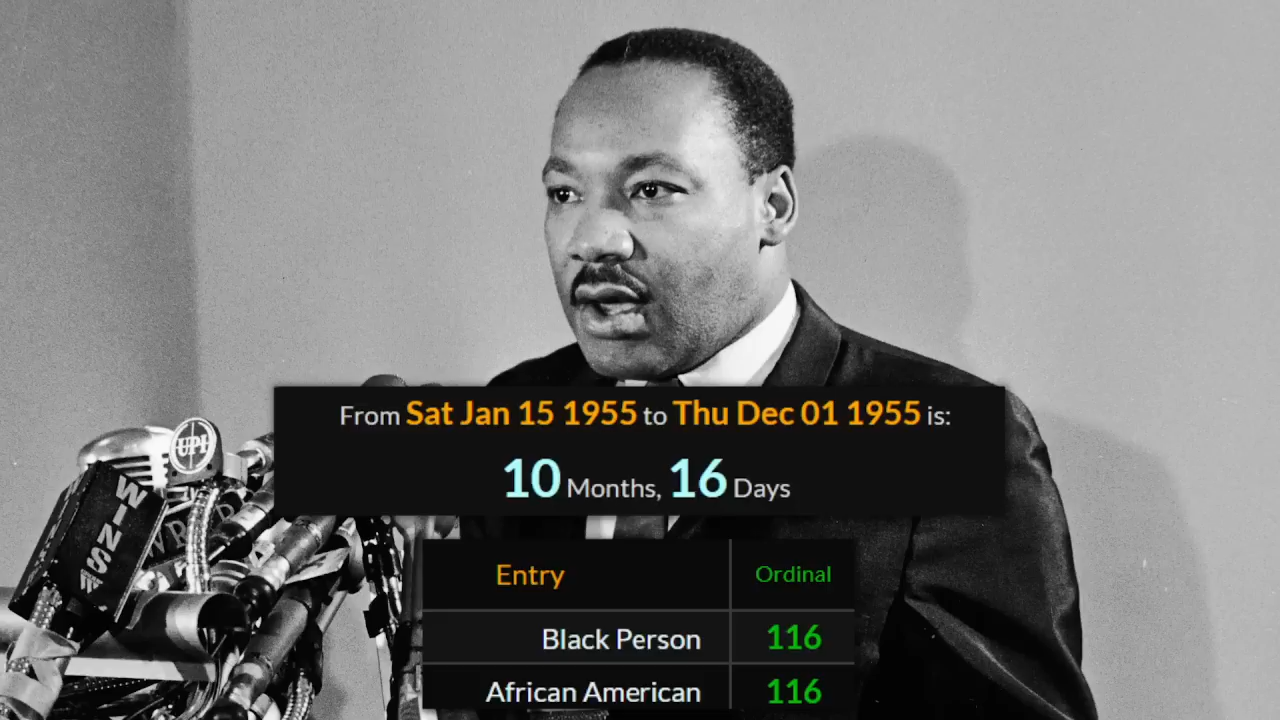 From Sat Jan 15 1955 to Thu Dec 01 1955 is:
10 Months, 16 Days
UPI
WINS
Entry Ordinal
Black Person 116
African American 116